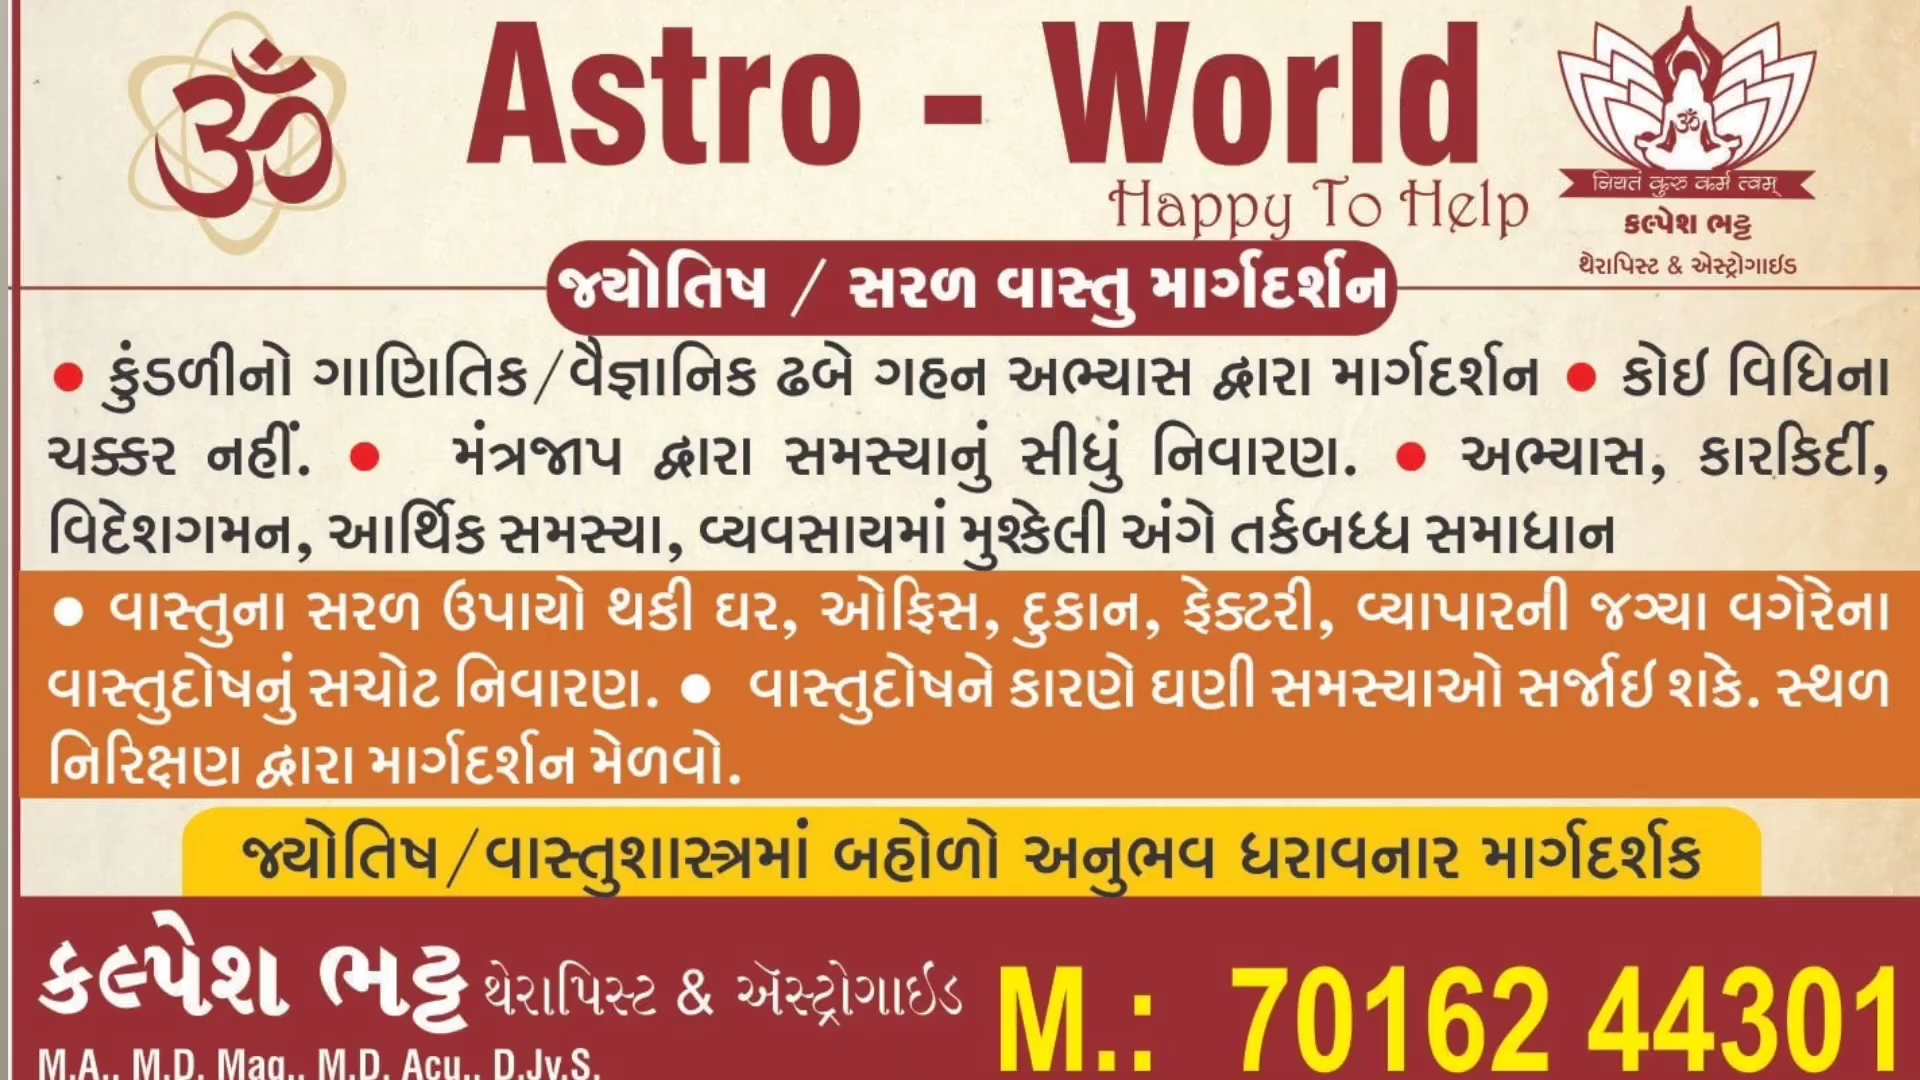 ॐ
Astro - World
Happy To Help
ॐ
नियतं कुरु कर्म त्वम्
કલ્પેશ ભટ્ટ
થેરાપિસ્ટ & એસ્ટ્રોગાઈડ
જ્યોતિષ / સરળ વાસ્તુ માર્ગદર્શન
• કુંડળીનો ગાણિતિક/વૈજ્ઞાનિક ઢબે ગહન અભ્યાસ દ્વારા માર્ગદર્શન • કોઈ વિધિના
ચક્કર નહીં. • મંત્રજાપ દ્વારા સમસ્યાનું સીધું નિવારણ. • અભ્યાસ, કારકિર્દી,
વિદેશગમન, આર્થિક સમસ્યા, વ્યવસાયમાં મુશ્કેલી અંગે તર્કબધ્ધ સમાધાન
• વાસ્તુના સરળ ઉપાયો થકી ઘર, ઓફિસ, દુકાન, ફેક્ટરી, વ્યાપારની જગ્યા વગેરેના
વાસ્તુદોષનું સચોટ નિવારણ. • વાસ્તુદોષને કારણે ઘણી સમસ્યાઓ સર્જાઈ શકે. સ્થળ
નિરિક્ષણ દ્વારા માર્ગદર્શન મેળવો.
જ્યોતિષ/વાસ્તુશાસ્ત્રમાં બહોળો અનુભવ ધરાવનાર માર્ગદર્શક
કલ્પેશ ભટ્ટ થેરાપિસ્ટ & ઍસ્ટ્રોગાઈડ
M.: 70162 44301
M.A., M.D. Mag., M.D. Acu., D.Jy.S.